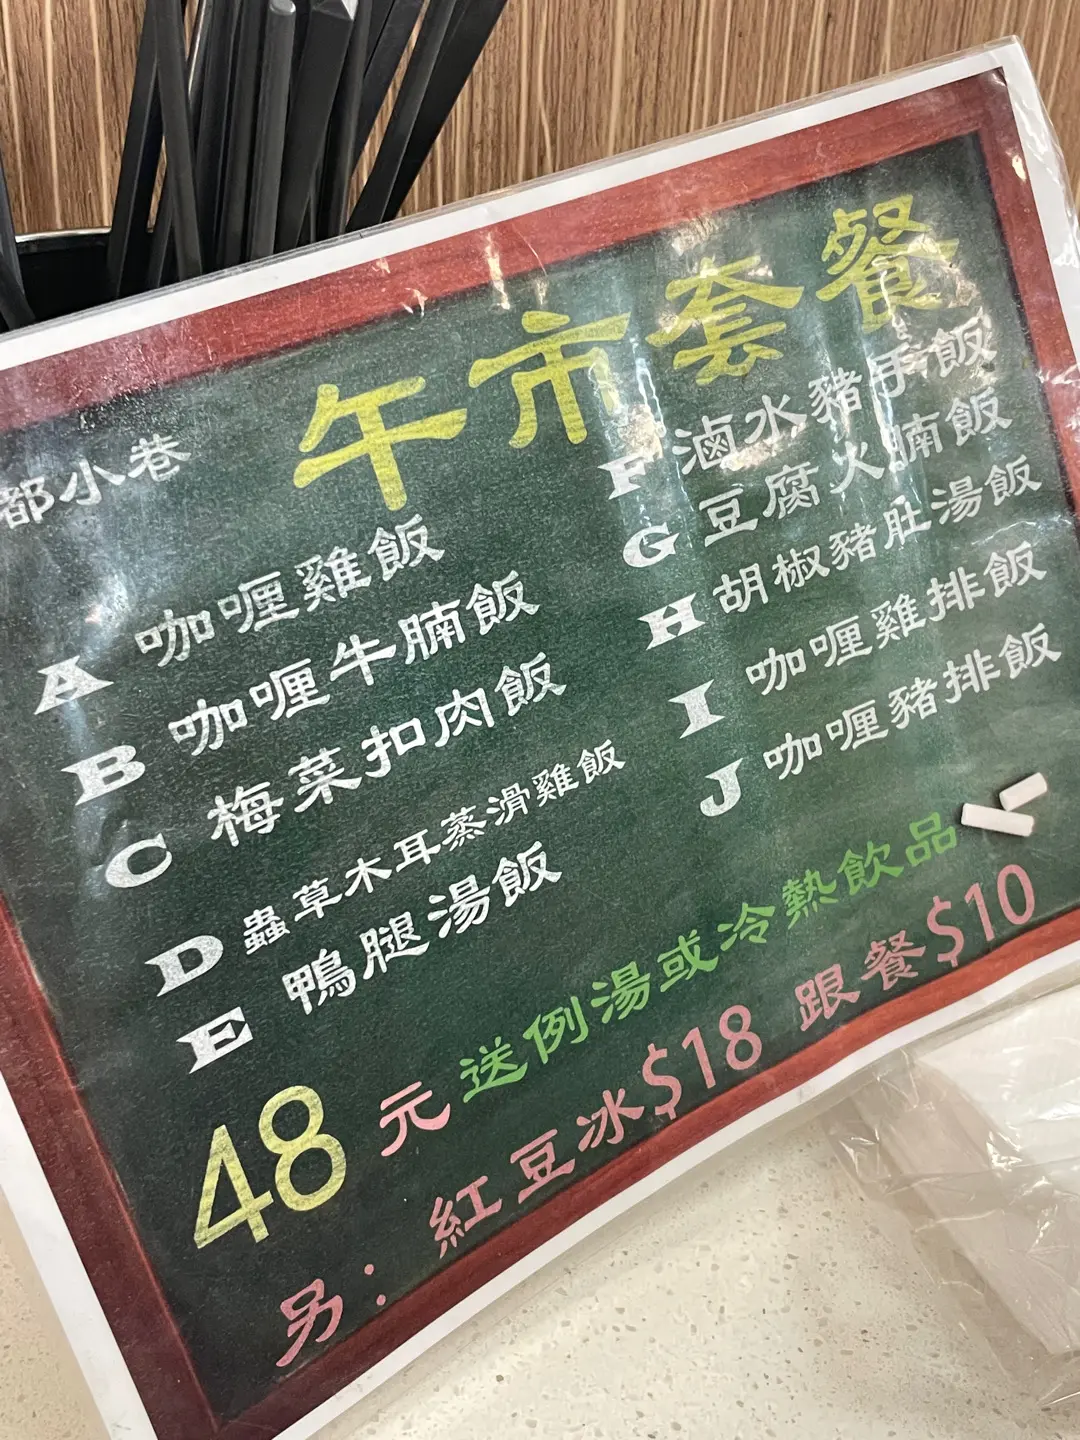 午市套餐
都小巷
A 咖喱雞飯
B 咖喱牛腩飯
C 梅菜扣肉飯
D 蟲草木耳蒸滑雞飯
E 鴨腿湯飯
F 滷水豬手飯
G 豆腐火腩飯
H 胡椒豬肚湯飯
I 咖喱雞排飯
J 咖喱豬排飯
48元 送例湯或冷熱飲品
另：紅豆冰$18 跟餐$10